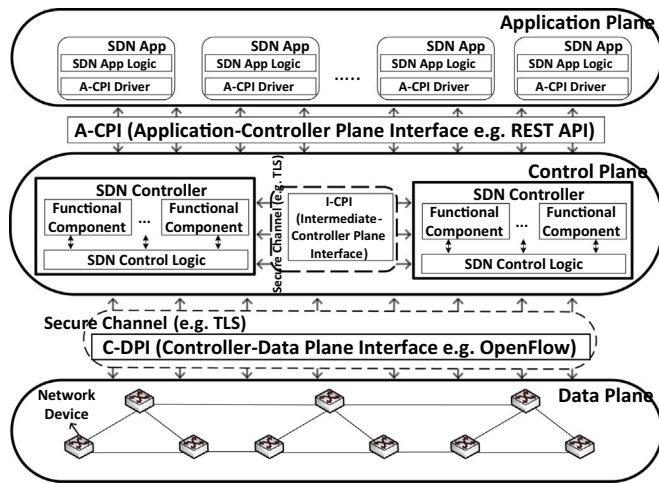 Application Plane
SDN App
SDN App Logic
A-CPI Driver
SDN App
SDN App Logic
A-CPI Driver
.....
SDN App
SDN App Logic
A-CPI Driver
SDN App
SDN App Logic
A-CPI Driver
A-CPI (Application-Controller Plane Interface e.g. REST API)
Control Plane
SDN Controller
Functional
Component
...
Functional
Component
SDN Control Logic
Secure Channel (e.g. TLS)
I-CPI
(Intermediate-
Controller Plane
Interface)
SDN Controller
Functional
Component
...
Functional
Component
SDN Control Logic
Secure Channel (e.g. TLS)
C-DPI (Controller-Data Plane Interface e.g. OpenFlow)
Data Plane
Network
Device